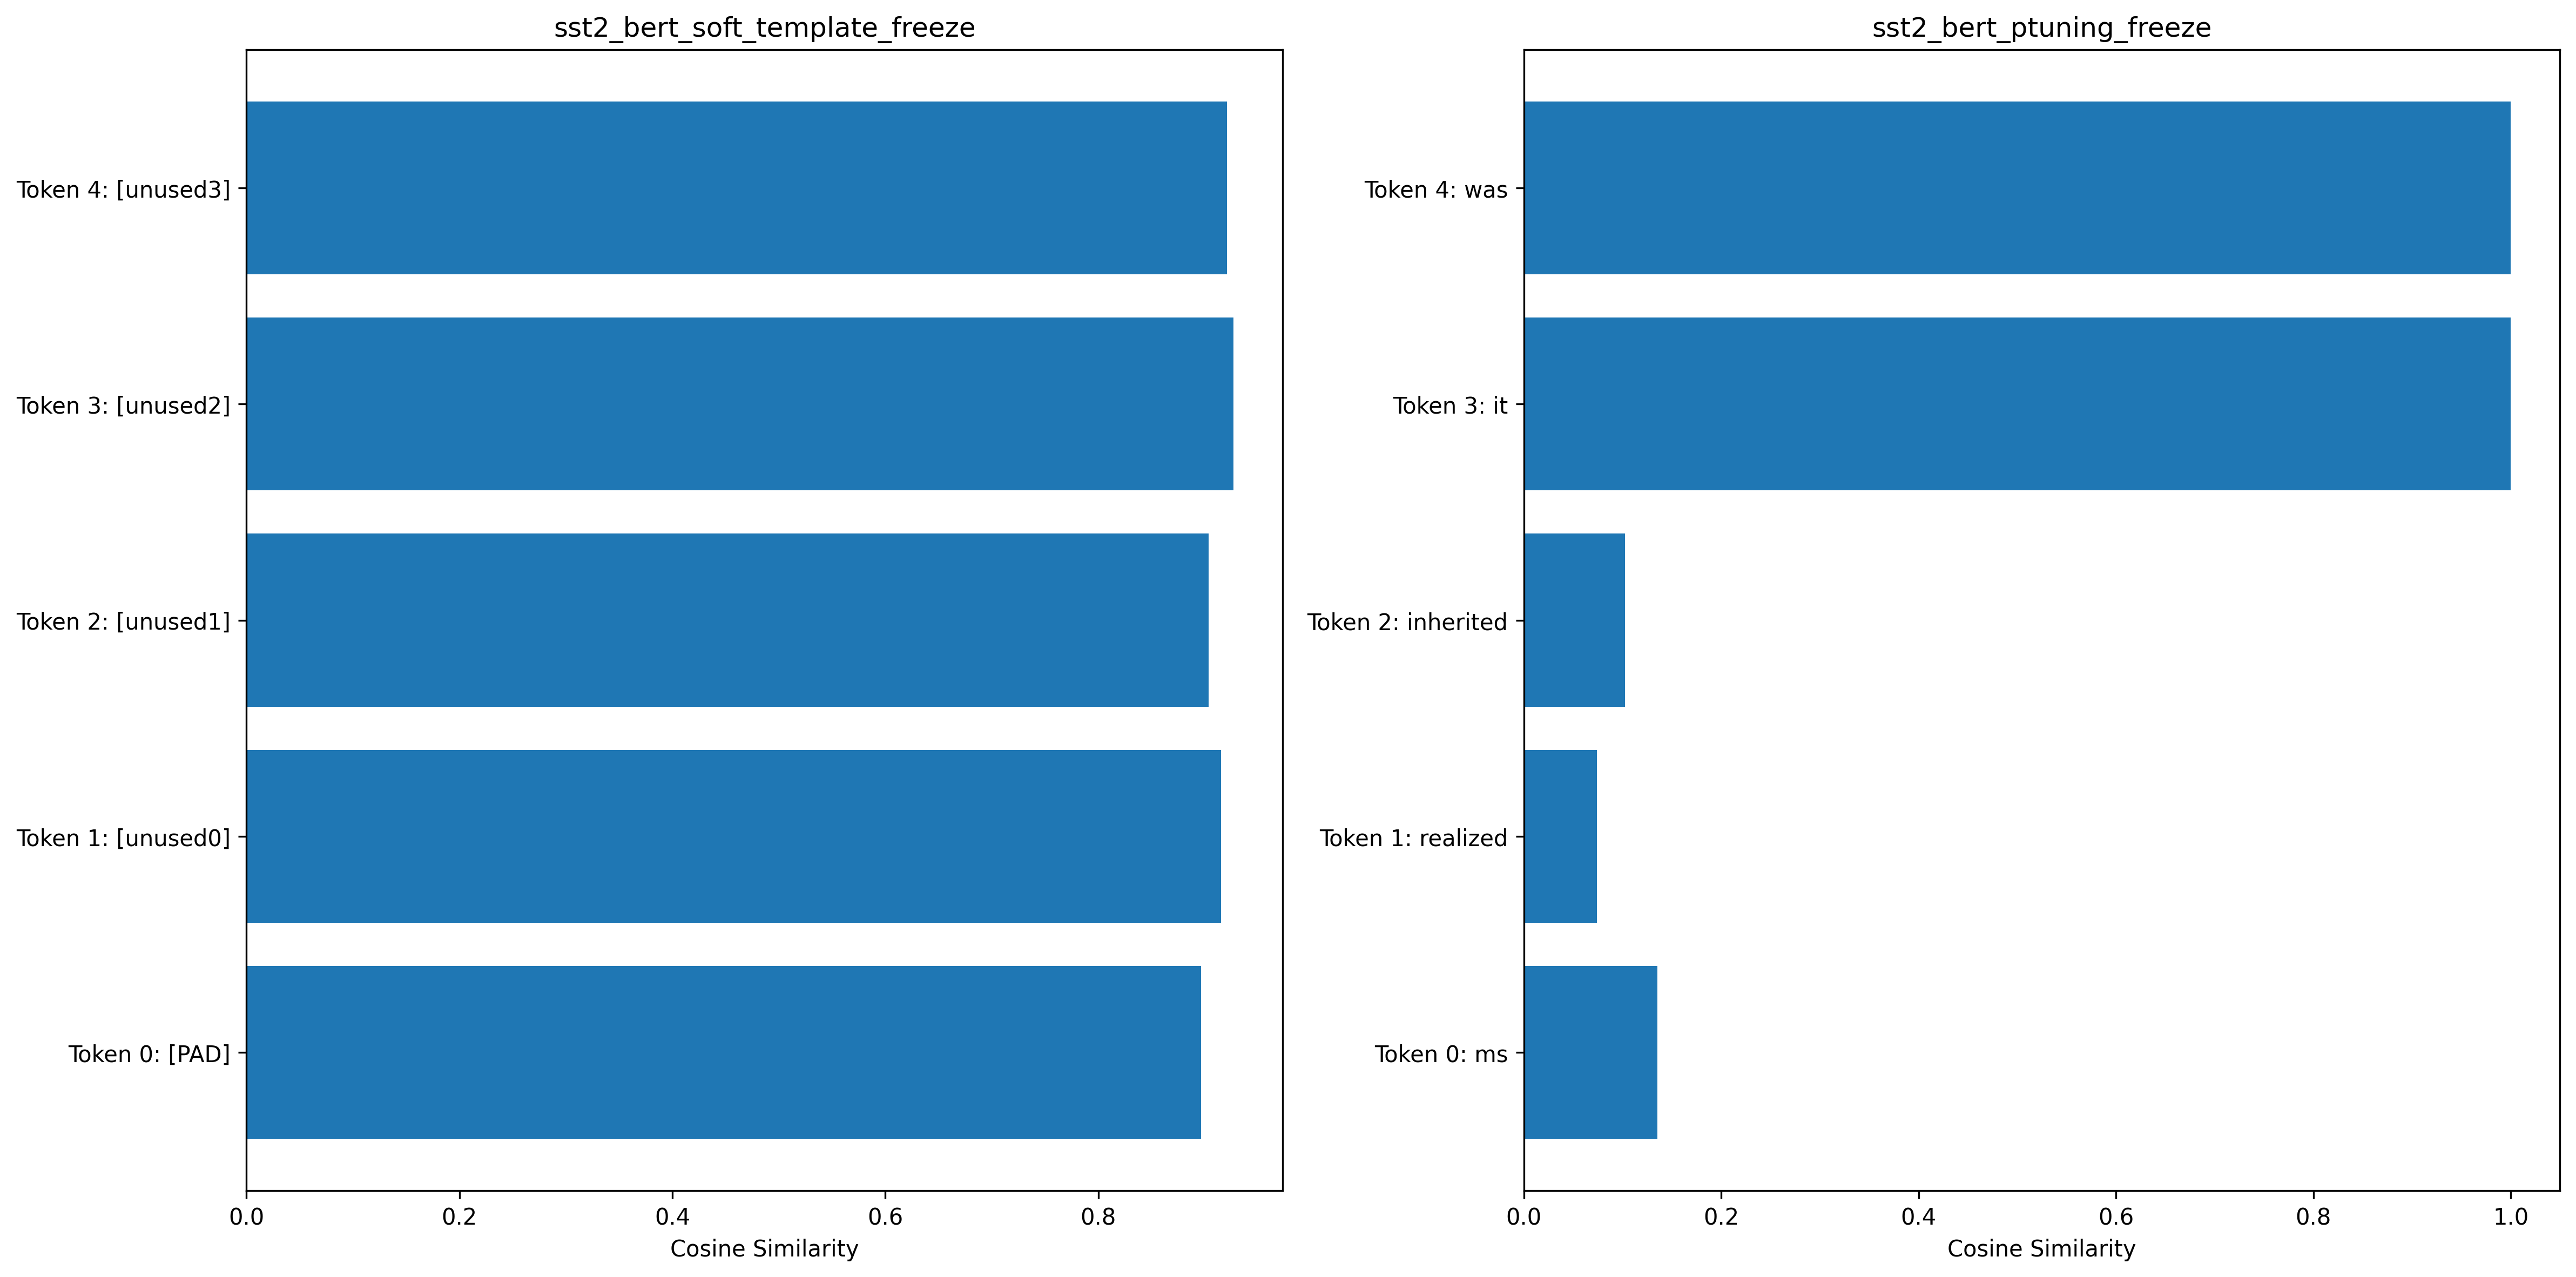 sst2_bert_soft_template_freeze
Token 4: [unused3]
Token 3: [unused2]
Token 2: [unused1]
Token 1: [unused0]
Token 0: [PAD]
0.0 0.2 0.4 0.6 0.8
Cosine Similarity
sst2_bert_ptuning_freeze
Token 4: was
Token 3: it
Token 2: inherited
Token 1: realized
Token 0: ms
0.0 0.2 0.4 0.6 0.8 1.0
Cosine Similarity